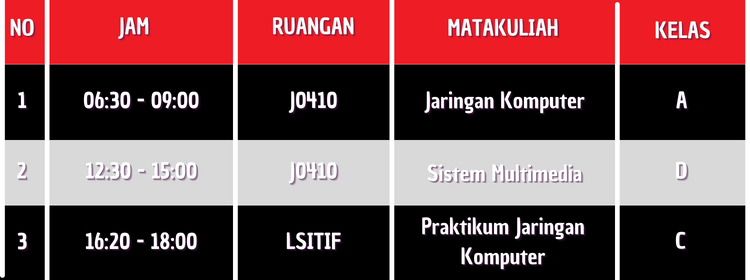 NO JAM RUANGAN MATAKULIAH KELAS
1 06:30 - 09:00 J0410 Jaringan Komputer A
2 12:30 - 15:00 J0410 Sistem Multimedia D
3 16:20 - 18:00 LSITIF Praktikum Jaringan
Komputer C